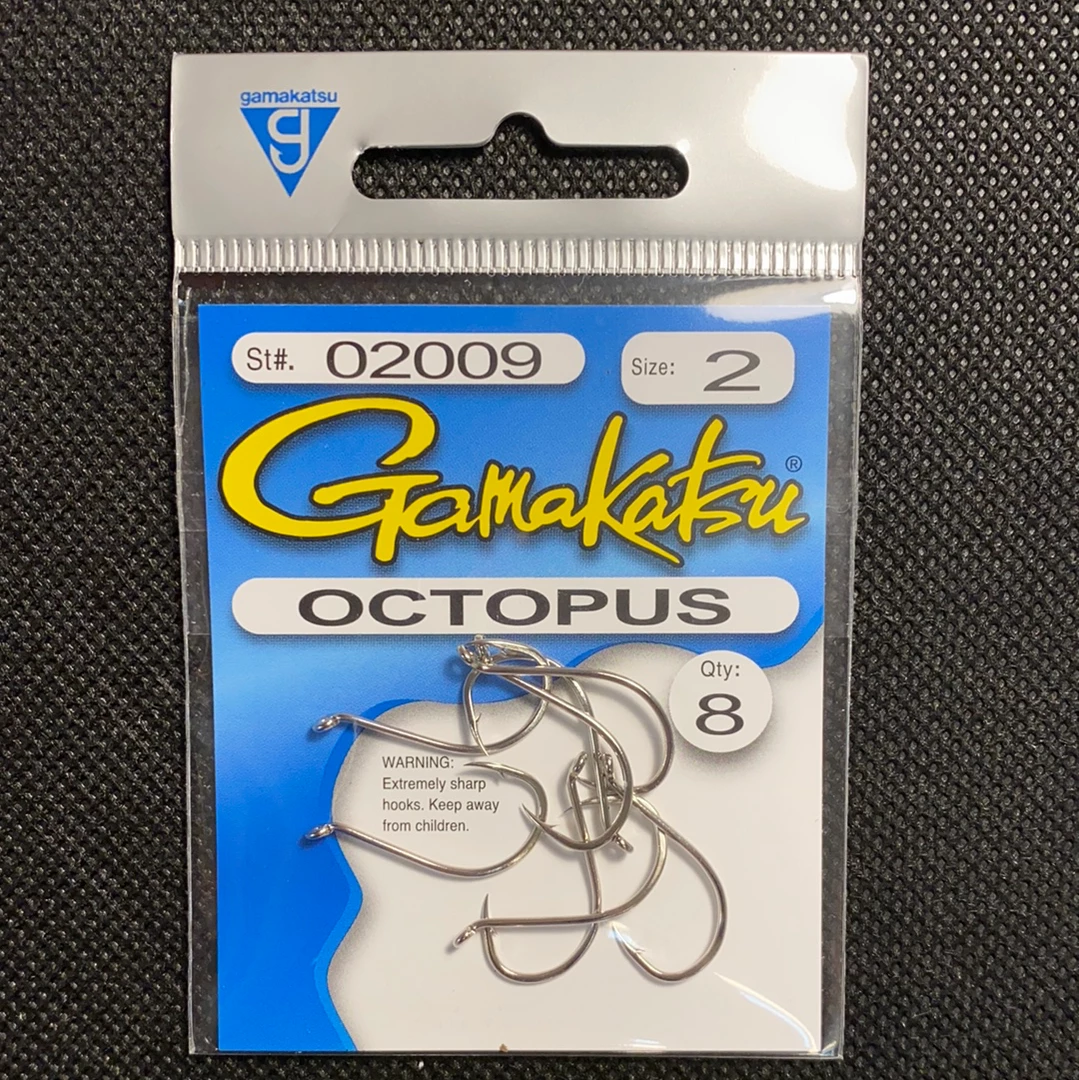 gamakatsu
St#. 02009
Size: 2
Gamakatsu ®
OCTOPUS
Qty:
8
WARNING:
Extremely sharp
hooks. Keep away
from children.